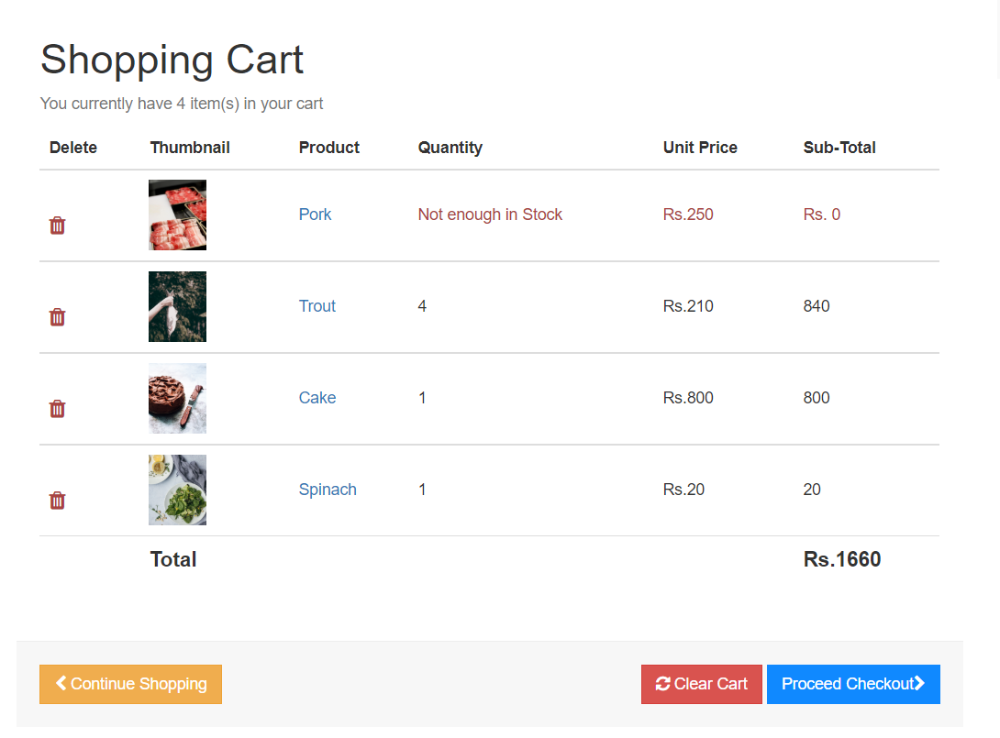 Shopping Cart
You currently have 4 item(s) in your cart
Delete Thumbnail Product Quantity Unit Price Sub-Total
Pork Not enough in Stock Rs.250 Rs. 0
Trout 4 Rs.210 840
Cake 1 Rs.800 800
Spinach 1 Rs.20 20
Total Rs.1660
Continue Shopping Clear Cart Proceed Checkout